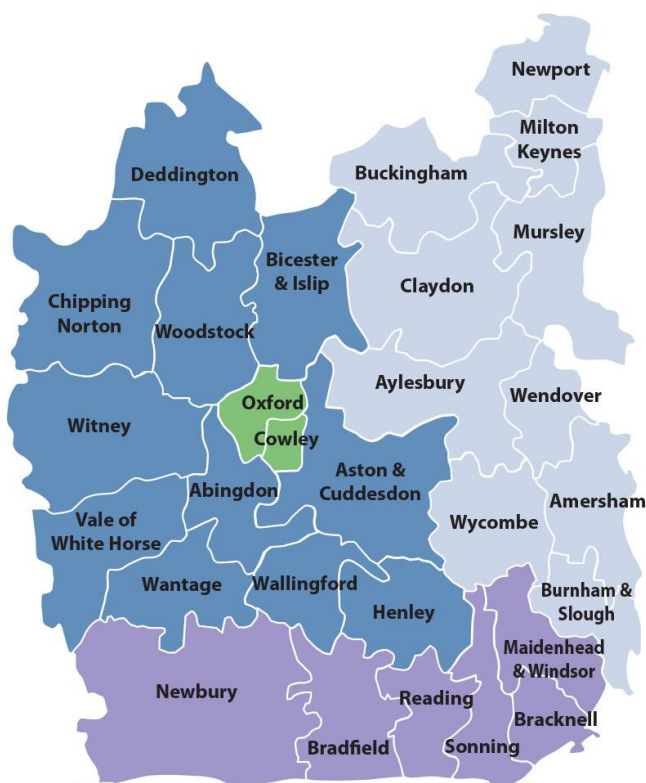 Newport
Milton
Keynes
Deddington
Buckingham
Mursley
Bicester
& Islip
Claydon
Chipping
Norton
Woodstock
Aylesbury
Wendover
Oxford
Witney
Cowley
Aston &
Cuddesdon
Abingdon
Amersham
Vale of
White Horse
Wycombe
Wantage
Wallingford
Henley
Burnham &
Slough
Maidenhead
& Windsor
Newbury
Reading
Bracknell
Bradfield
Sonning